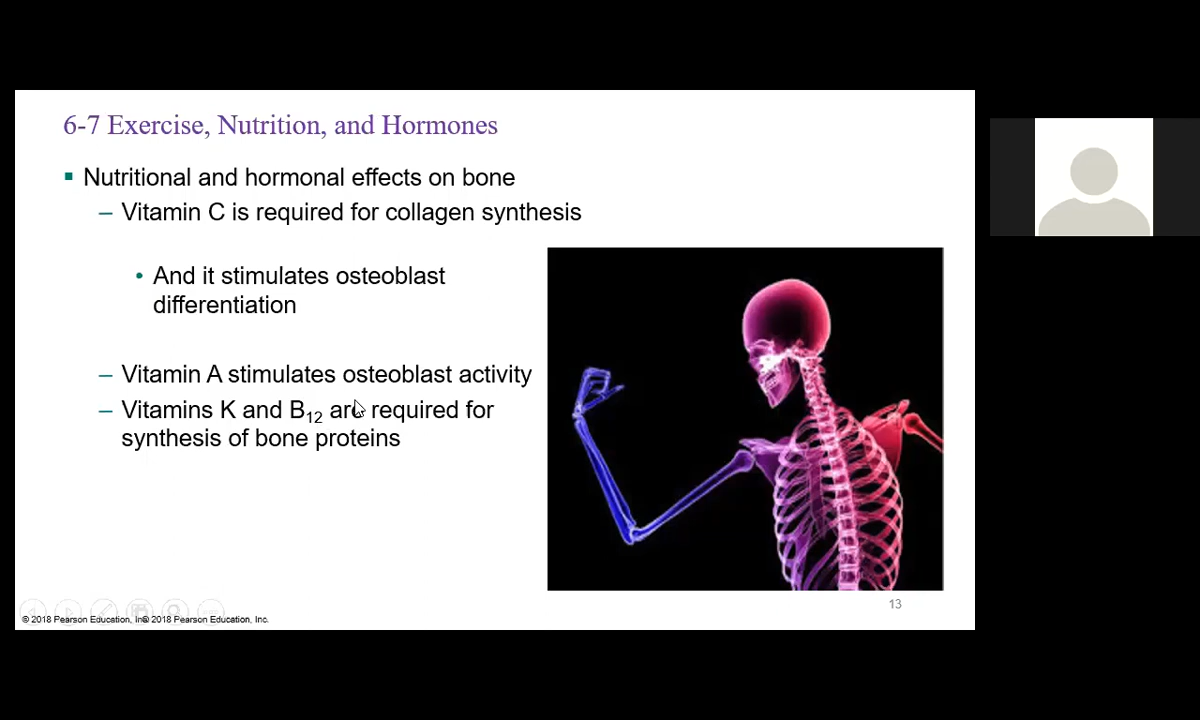 6-7 Exercise, Nutrition, and Hormones
▪ Nutritional and hormonal effects on bone
– Vitamin C is required for collagen synthesis
• And it stimulates osteoblast
differentiation
– Vitamin A stimulates osteoblast activity
– Vitamins K and B12 are required for
synthesis of bone proteins
13
© 2018 Pearson Education, Inc.
© 2018 Pearson Education, Inc.